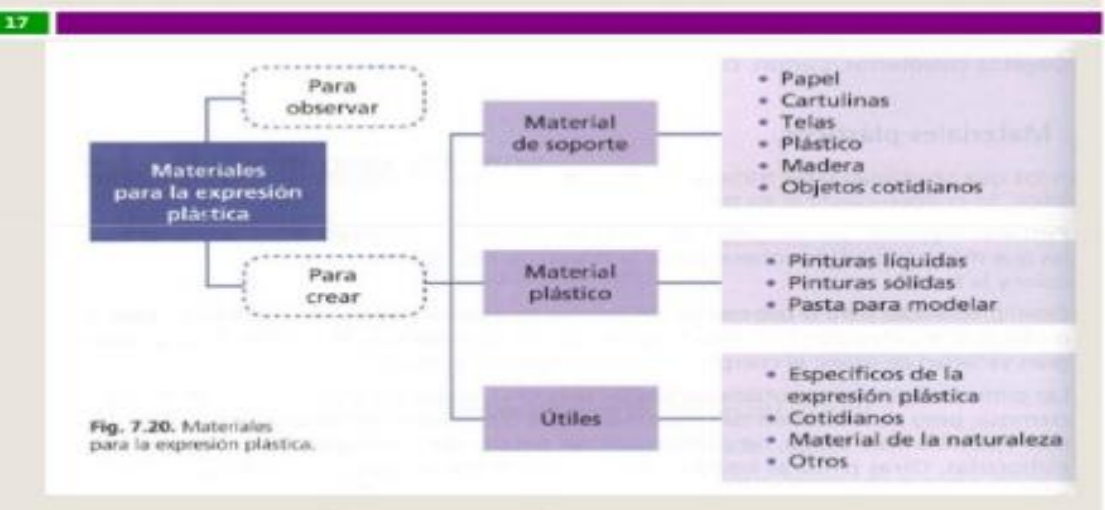 17
Para
observar
Materiales
para la expresión
plástica
Para
crear
Material
de soporte
• Papel
• Cartulinas
• Telas
• Plástico
• Madera
• Objetos cotidianos
Material
plástico
• Pinturas líquidas
• Pinturas sólidas
• Pasta para modelar
Útiles
• Específicos de la
expresión plástica
• Cotidianos
• Material de la naturaleza
• Otros
Fig. 7.20. Materiales
para la expresión plástica.